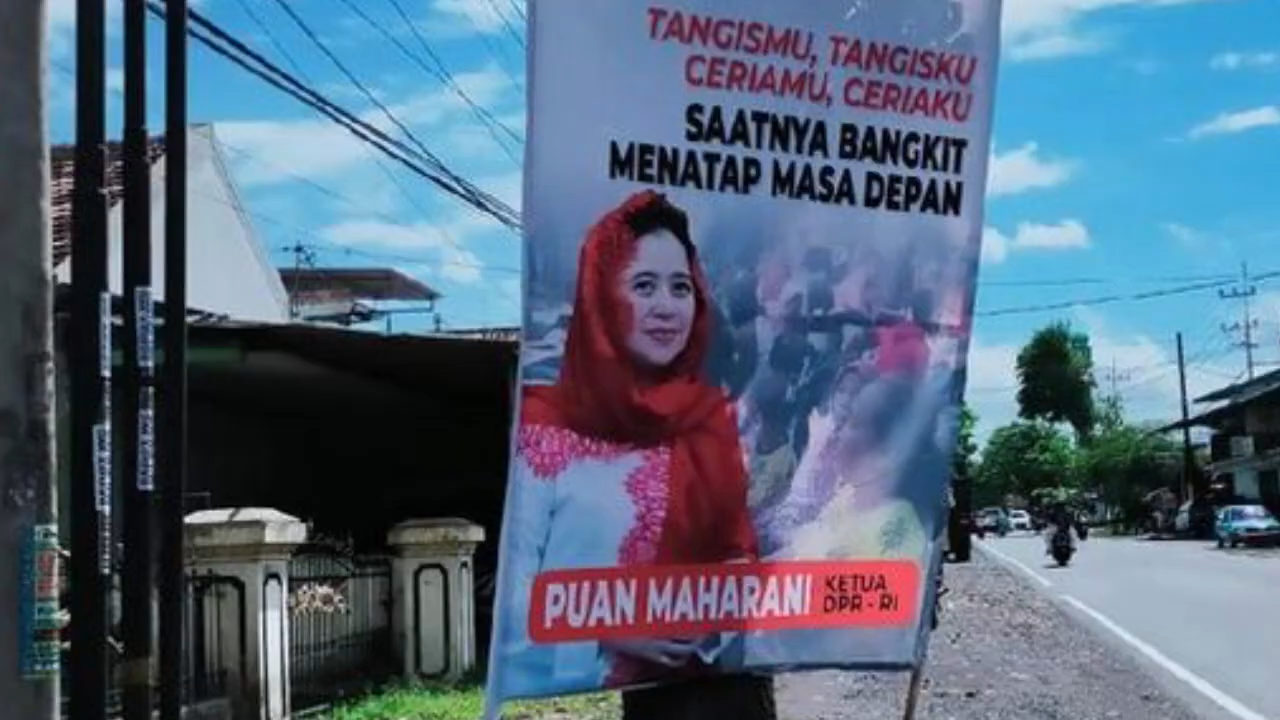 TANGISMU, TANGISKU
CERIAMU, CERIAKU
SAATNYA BANGKIT
MENATAP MASA DEPAN
PUAN MAHARANI
KETUA
DPR - RI